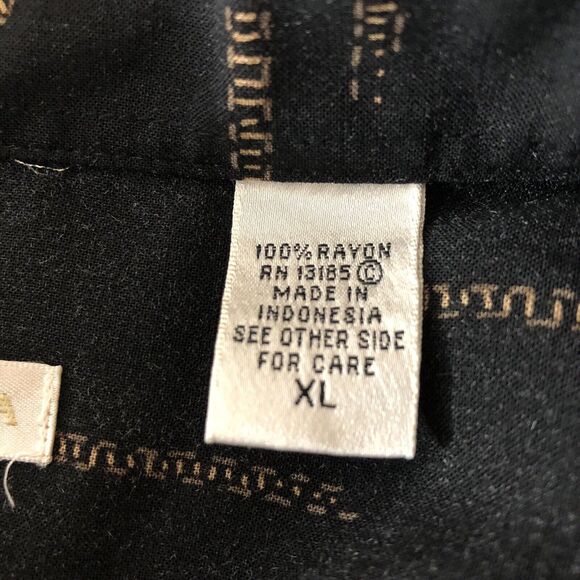 100% RAYON
RN 13185 ©
MADE IN
INDONESIA
SEE OTHER SIDE
FOR CARE
XL
A